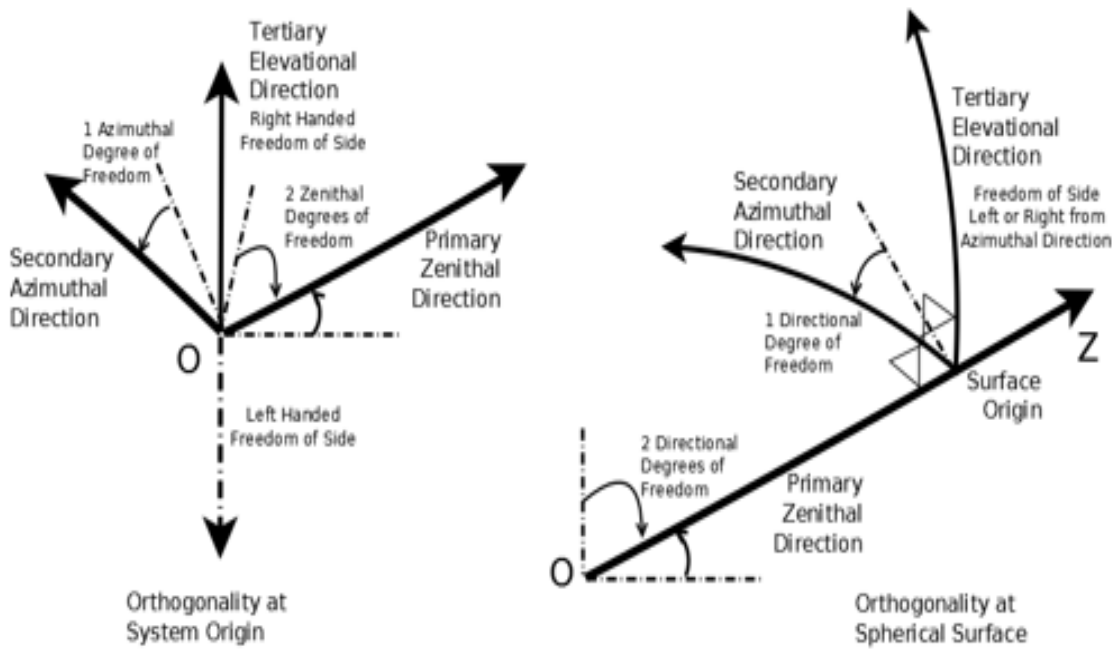 Tertiary
Elevational
Direction
Right Handed
Freedom of Side
1 Azimuthal
Degree of
Freedom
2 Zenithal
Degrees of
Freedom
Secondary
Azimuthal
Direction
Primary
Zenithal
Direction
O
Left Handed
Freedom of Side
Orthogonality at
System Origin
Tertiary
Elevational
Direction
Freedom of Side
Left or Right from
Azimuthal Direction
Secondary
Azimuthal
Direction
1 Directional
Degree of
Freedom
Z
Surface
Origin
2 Directional
Degrees of
Freedom
Primary
Zenithal
Direction
O
Orthogonality at
Spherical Surface